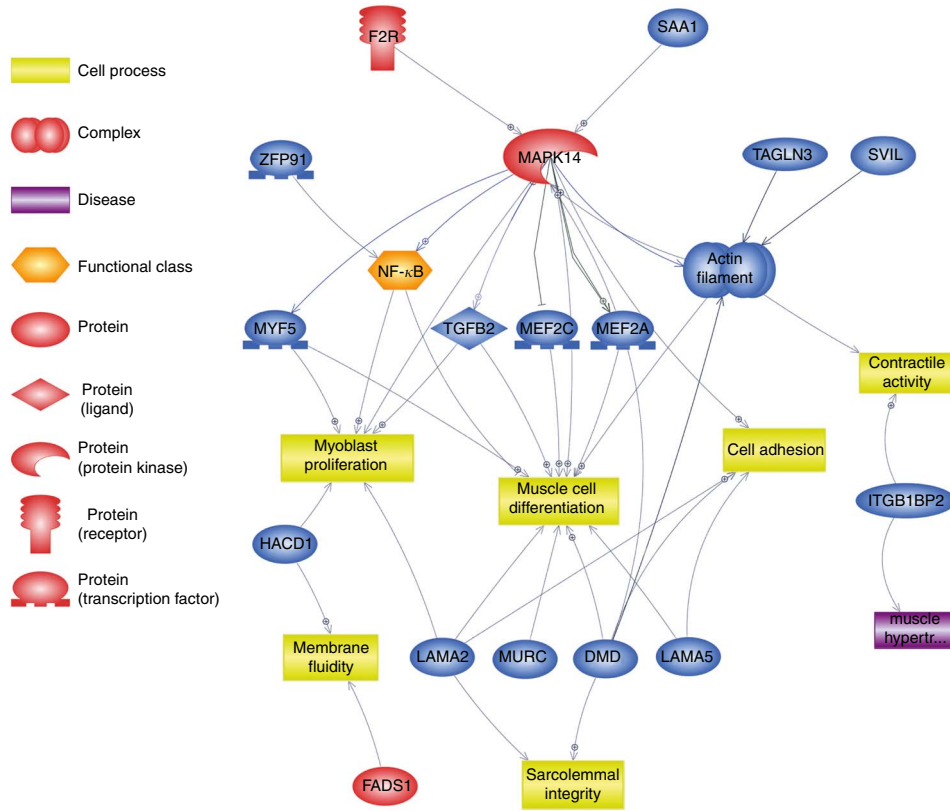 Cell process
Complex
Disease
Functional class
Protein
Protein
(ligand)
Protein
(protein kinase)
Protein
(receptor)
Protein
(transcription factor)
F2R
SAA1
ZFP91
MAPK14
TAGLN3
SVIL
NF-κB
Actin
filament
MYF5
TGFB2
MEF2C
MEF2A
Contractile
activity
Myoblast
proliferation
Cell adhesion
Muscle cell
differentiation
ITGB1BP2
HACD1
muscle
hypertr...
Membrane
fluidity
LAMA2
MURC
DMD
LAMA5
FADS1
Sarcolemmal
integrity